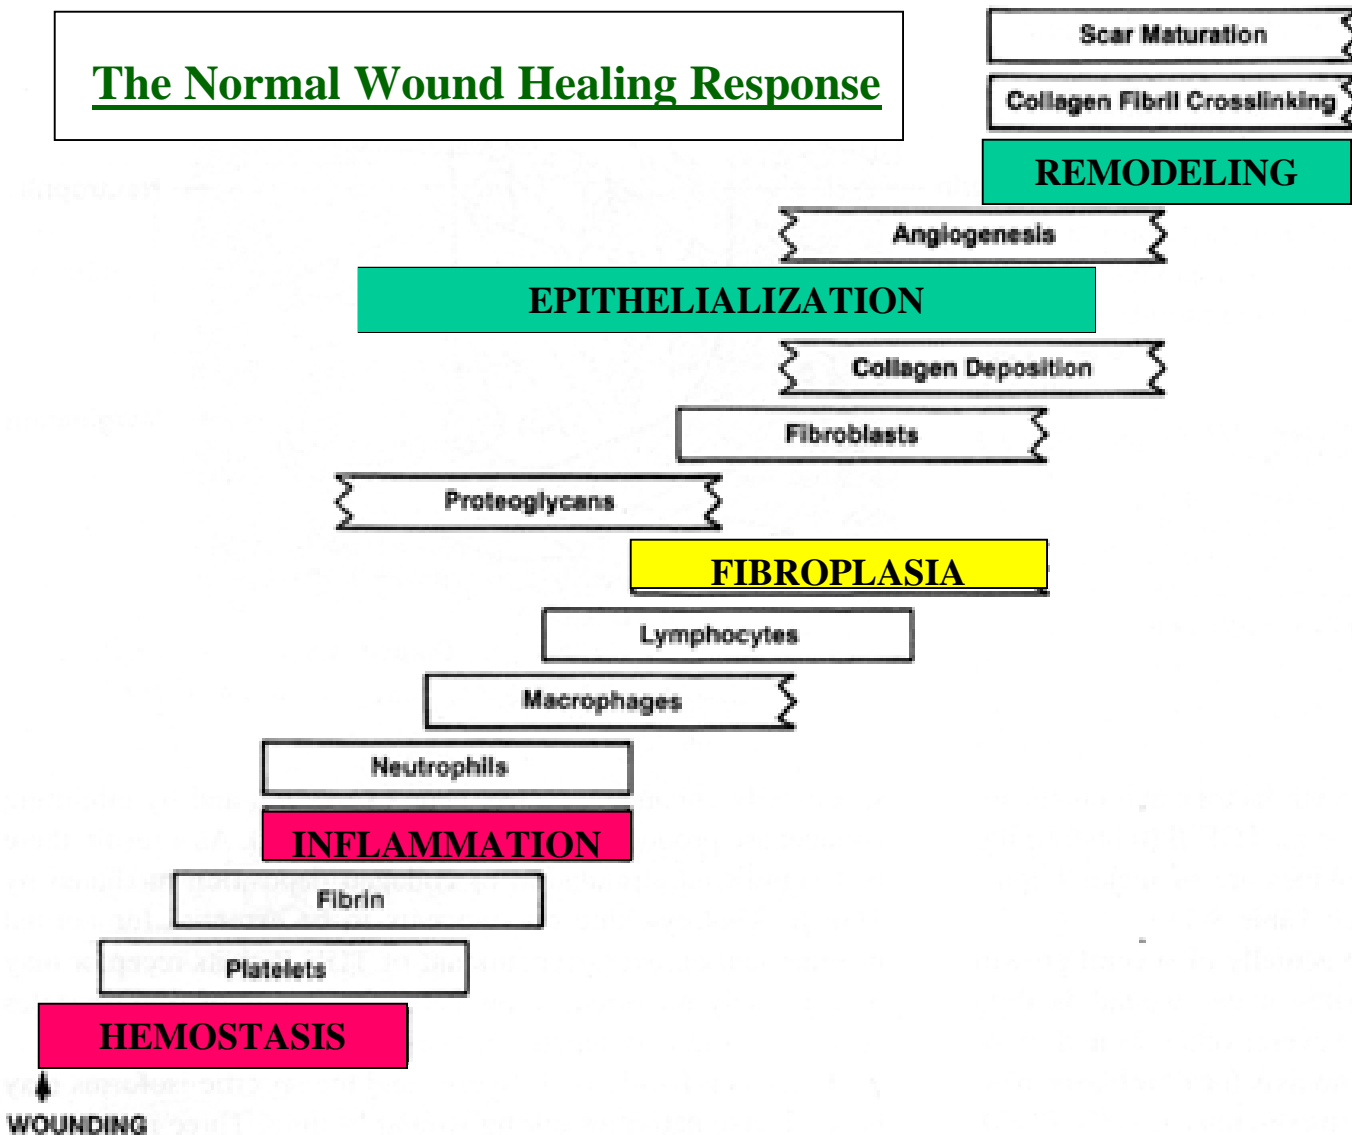 Scar Maturation
The Normal Wound Healing Response
Collagen Fibril Crosslinking
REMODELING
Angiogenesis
EPITHELIALIZATION
Collagen Deposition
Fibroblasts
Proteoglycans
FIBROPLASIA
Lymphocytes
Macrophages
Neutrophils
INFLAMMATION
Fibrin
Platelets
HEMOSTASIS
WOUNDING